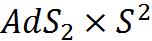 AdS₂ × S²